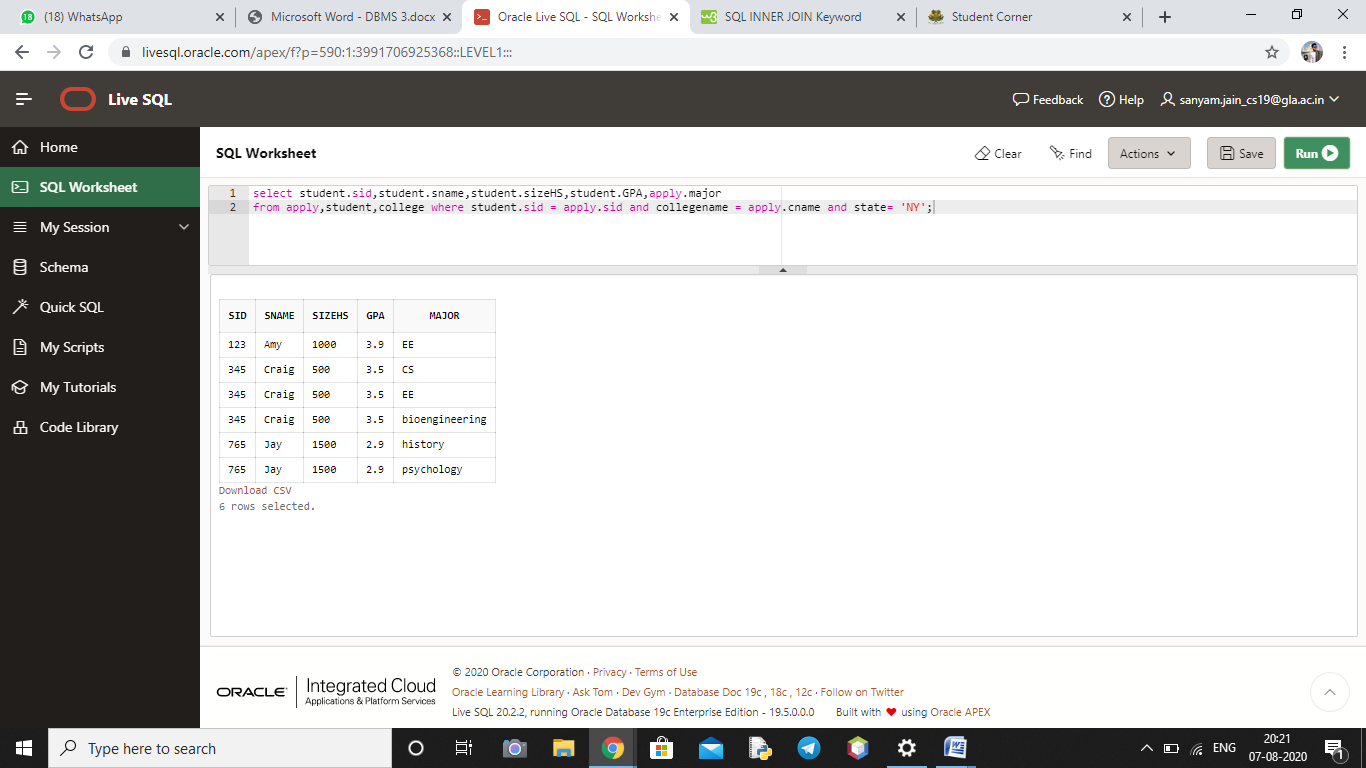 (18) WhatsApp
Microsoft Word - DBMS 3.docx
Oracle Live SQL - SQL Workshe
SQL INNER JOIN Keyword
Student Corner
livesql.oracle.com/apex/f?p=590:1:3991706925368::LEVEL1:::
Live SQL
Feedback
Help
sanyam.jain_cs19@gla.ac.in
Home
SQL Worksheet
My Session
Schema
Quick SQL
My Scripts
My Tutorials
Code Library
SQL Worksheet
Clear
Find
Actions
Save
Run
1 select student.sid,student.sname,student.sizeHS,student.GPA,apply.major
2 from apply,student,college where student.sid = apply.sid and collegename = apply.cname and state= 'NY';
SID SNAME SIZEHS GPA MAJOR
123 Amy 1000 3.9 EE
345 Craig 500 3.5 CS
345 Craig 500 3.5 EE
345 Craig 500 3.5 bioengineering
765 Jay 1500 2.9 history
765 Jay 1500 2.9 psychology
Download CSV
6 rows selected.
ORACLE
Integrated Cloud
Applications & Platform Services
© 2020 Oracle Corporation · Privacy · Terms of Use
Oracle Learning Library · Ask Tom · Dev Gym · Database Doc 19c, 18c, 12c · Follow on Twitter
Live SQL 20.2.2, running Oracle Database 19c Enterprise Edition - 19.5.0.0.0 Built with ❤ using Oracle APEX
Type here to search
ENG
20:21
07-08-2020
1